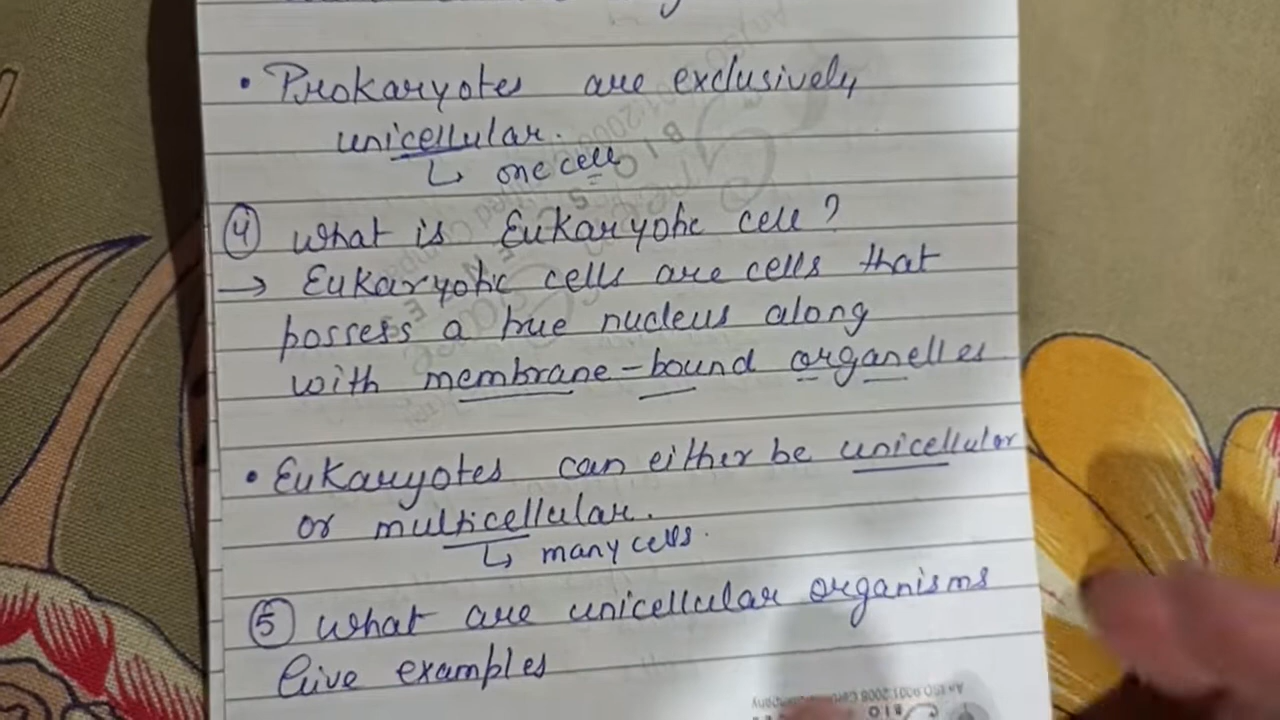 • Prokaryotes are exclusively
unicellular.
↳ one cell
④ What is Eukaryotic cell?
→ Eukaryotic cells are cells that
possess a true nucleus along
with membrane-bound organelles
• Eukaryotes can either be unicellular
or multicellular.
↳ many cells.
⑤ What are unicellular organisms
Give examples